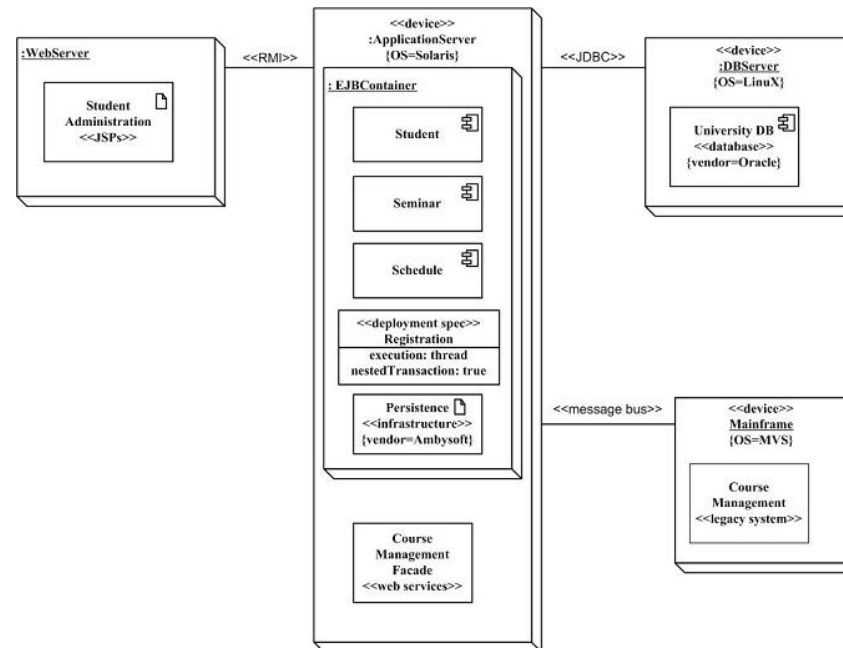 :WebServer
Student
Administration
<<JSPs>>
<<RMI>>
<<device>>
:ApplicationServer
{OS=Solaris}
: EJBContainer
Student
Seminar
Schedule
<<deployment spec>>
Registration
execution: thread
nestedTransaction: true
Persistence
<<infrastructure>>
{vendor=Ambysoft}
Course
Management
Facade
<<web services>>
<<JDBC>>
<<device>>
:DBServer
{OS=LinuX}
University DB
<<database>>
{vendor=Oracle}
<<message bus>>
<<device>>
Mainframe
{OS=MVS}
Course
Management
<<legacy system>>